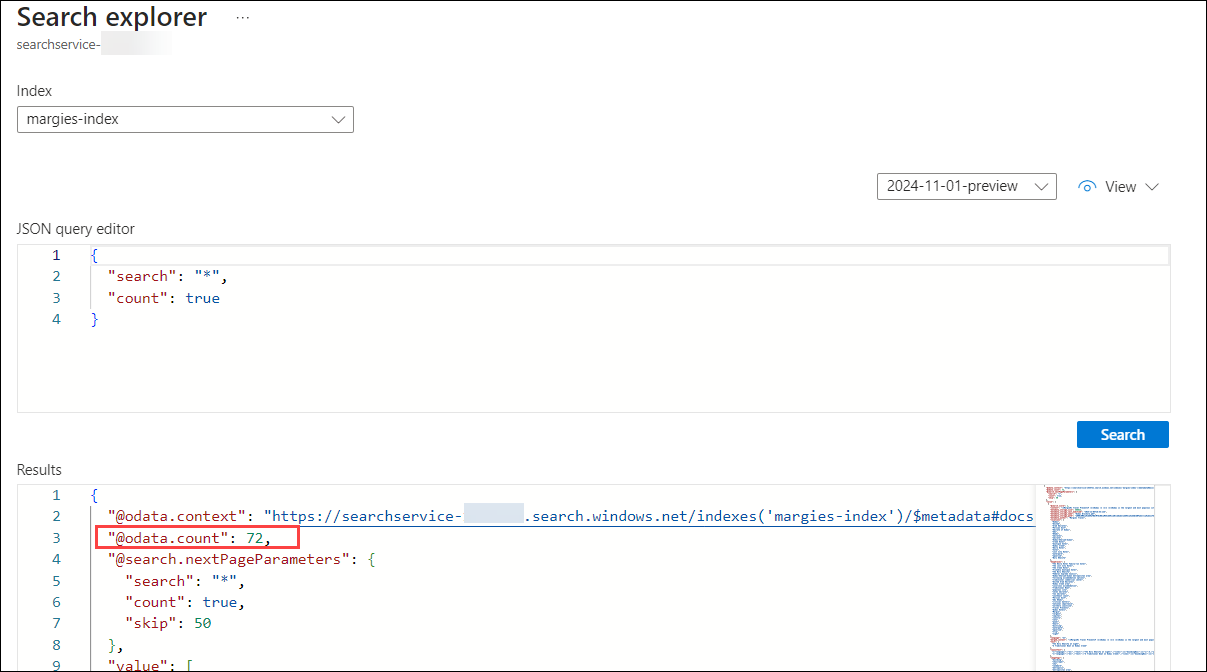 Search explorer ...
searchservice-
Index
margies-index
2024-11-01-preview
View
JSON query editor
1 {
2 "search": "*",
3 "count": true
4 }
Search
Results
1 {
2 "@odata.context": "https://searchservice- .search.windows.net/indexes('margies-index')/$metadata#docs
3 "@odata.count": 72,
4 "@search.nextPageParameters": {
5 "search": "*",
6 "count": true,
7 "skip": 50
8 },
9 "value": [